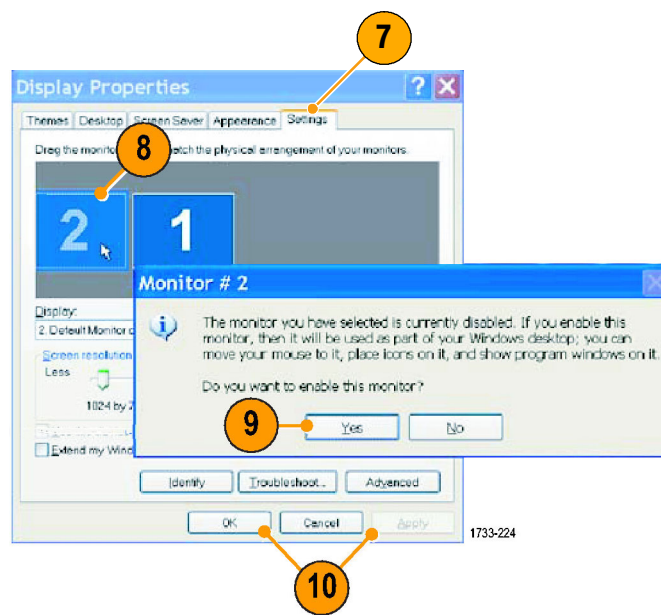 7
Display Properties
Themes Desktop Screen Saver Appearance Settings
Drag the monitor 8 match the physical arrangement of your monitors.
2 1
Monitor # 2
Display:
2. Default Monitor
The monitor you have selected is currently disabled. If you enable this
monitor, then it will be used as part of your Windows desktop; you can
move your mouse to it, place icons on it, and show program windows on it.
Screen resolution
Less
Do you want to enable this monitor?
1024 by 7
9 Yes No
Extend my Wind
Identify Troubleshoot... Advanced
OK Cancel Apply
1733-224
10